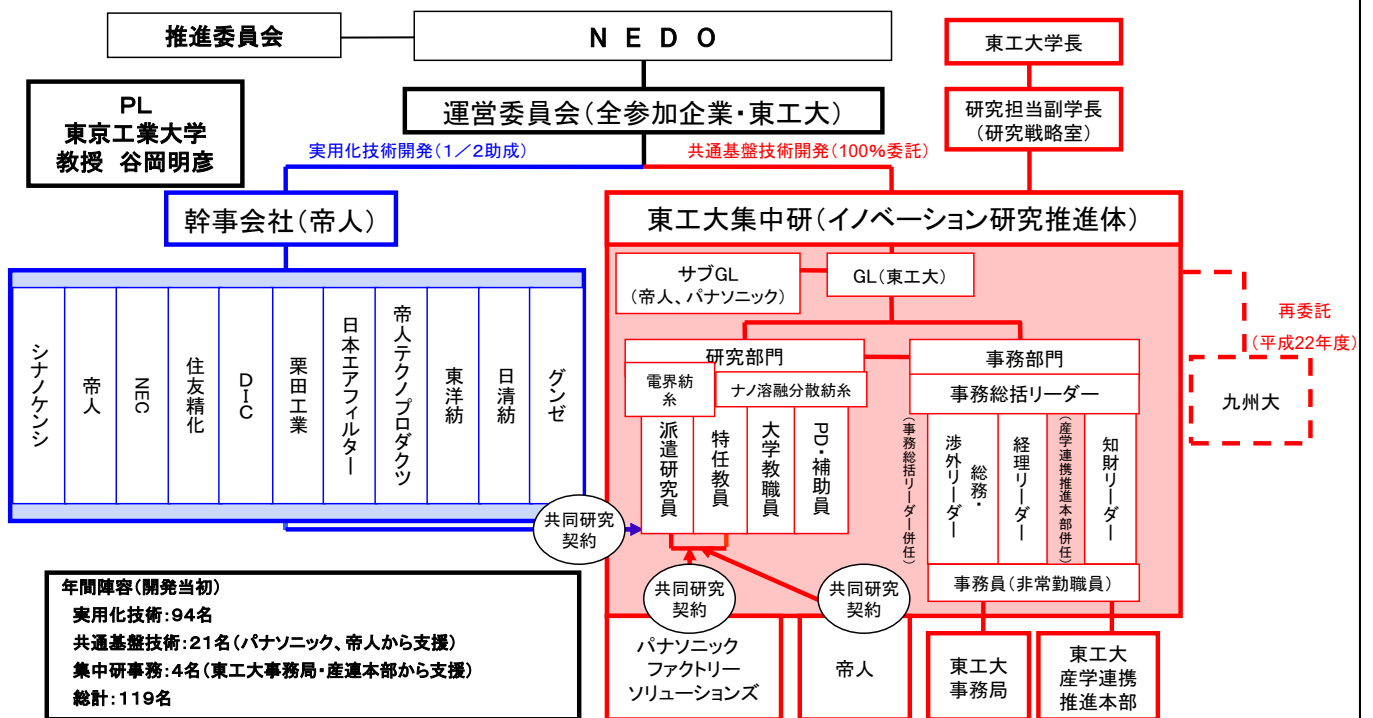 推進委員会
NEDO
東工大学長
PL
東京工業大学
教授 谷岡明彦
運営委員会(全参加企業・東工大)
研究担当副学長
(研究戦略室)
実用化技術開発(1/2助成)
共通基盤技術開発(100%委託)
幹事会社(帝人)
東工大集中研(イノベーション研究推進体)
サブGL
(帝人、パナソニック)
GL(東工大)
再委託
(平成22年度)
九州大
シナノケンシ
帝人
NEC
住友精化
DIC
栗田工業
日本エアフィルター
帝人テクノプロダクツ
東洋紡
日清紡
グンゼ
研究部門
電界紡
糸
ナノ溶融分散紡糸
派遣研究員
特任教員
大学教職員
PD・補助員
事務部門
事務総括リーダー
(事務総括リーダー併任)
総務・
渉外リーダー
経理リーダー
(産学連携推進本部併任)
知財リーダー
事務員(非常勤職員)
共同研究
契約
共同研究
契約
共同研究
契約
パナソニック
ファクトリー
ソリューションズ
帝人
東工大
事務局
東工大
産学連携
推進本部
年間陣容(開発当初)
実用化技術:94名
共通基盤技術:21名(パナソニック、帝人から支援)
集中研事務:4名(東工大事務局・産連本部から支援)
総計:119名